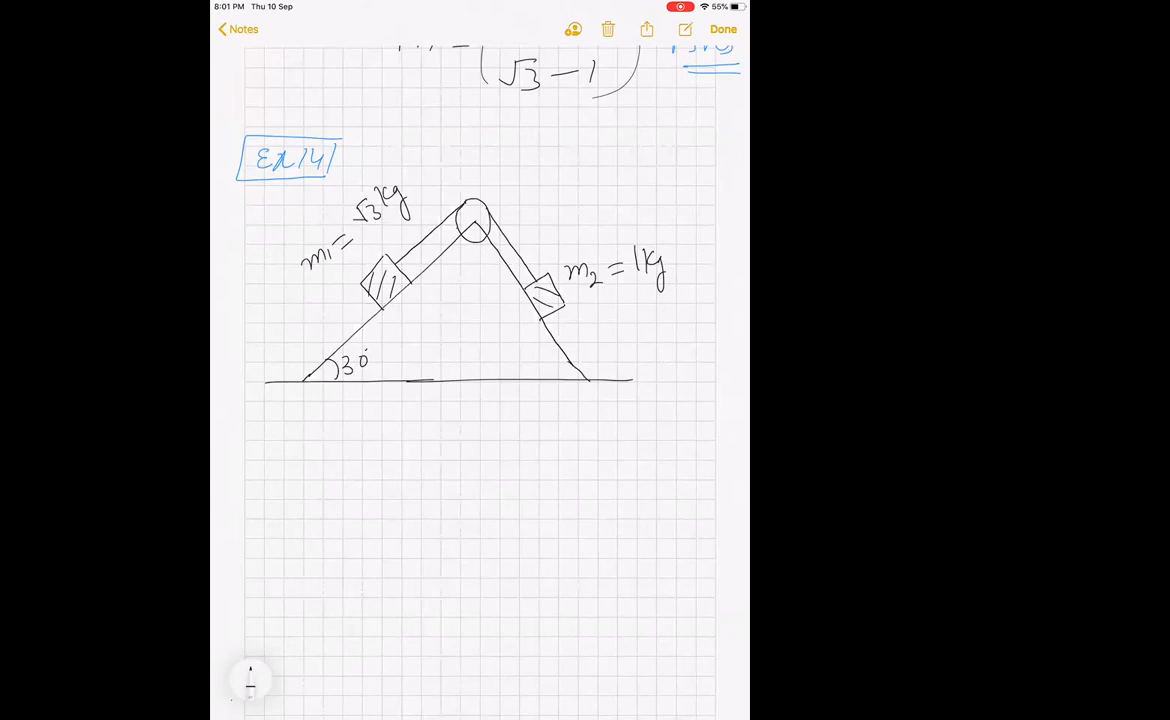 8:01 PM Thu 10 Sep
55%
Notes
Done
√3 − 1
Ex 14
m1 = √3 kg
m2 = 1 kg
30°